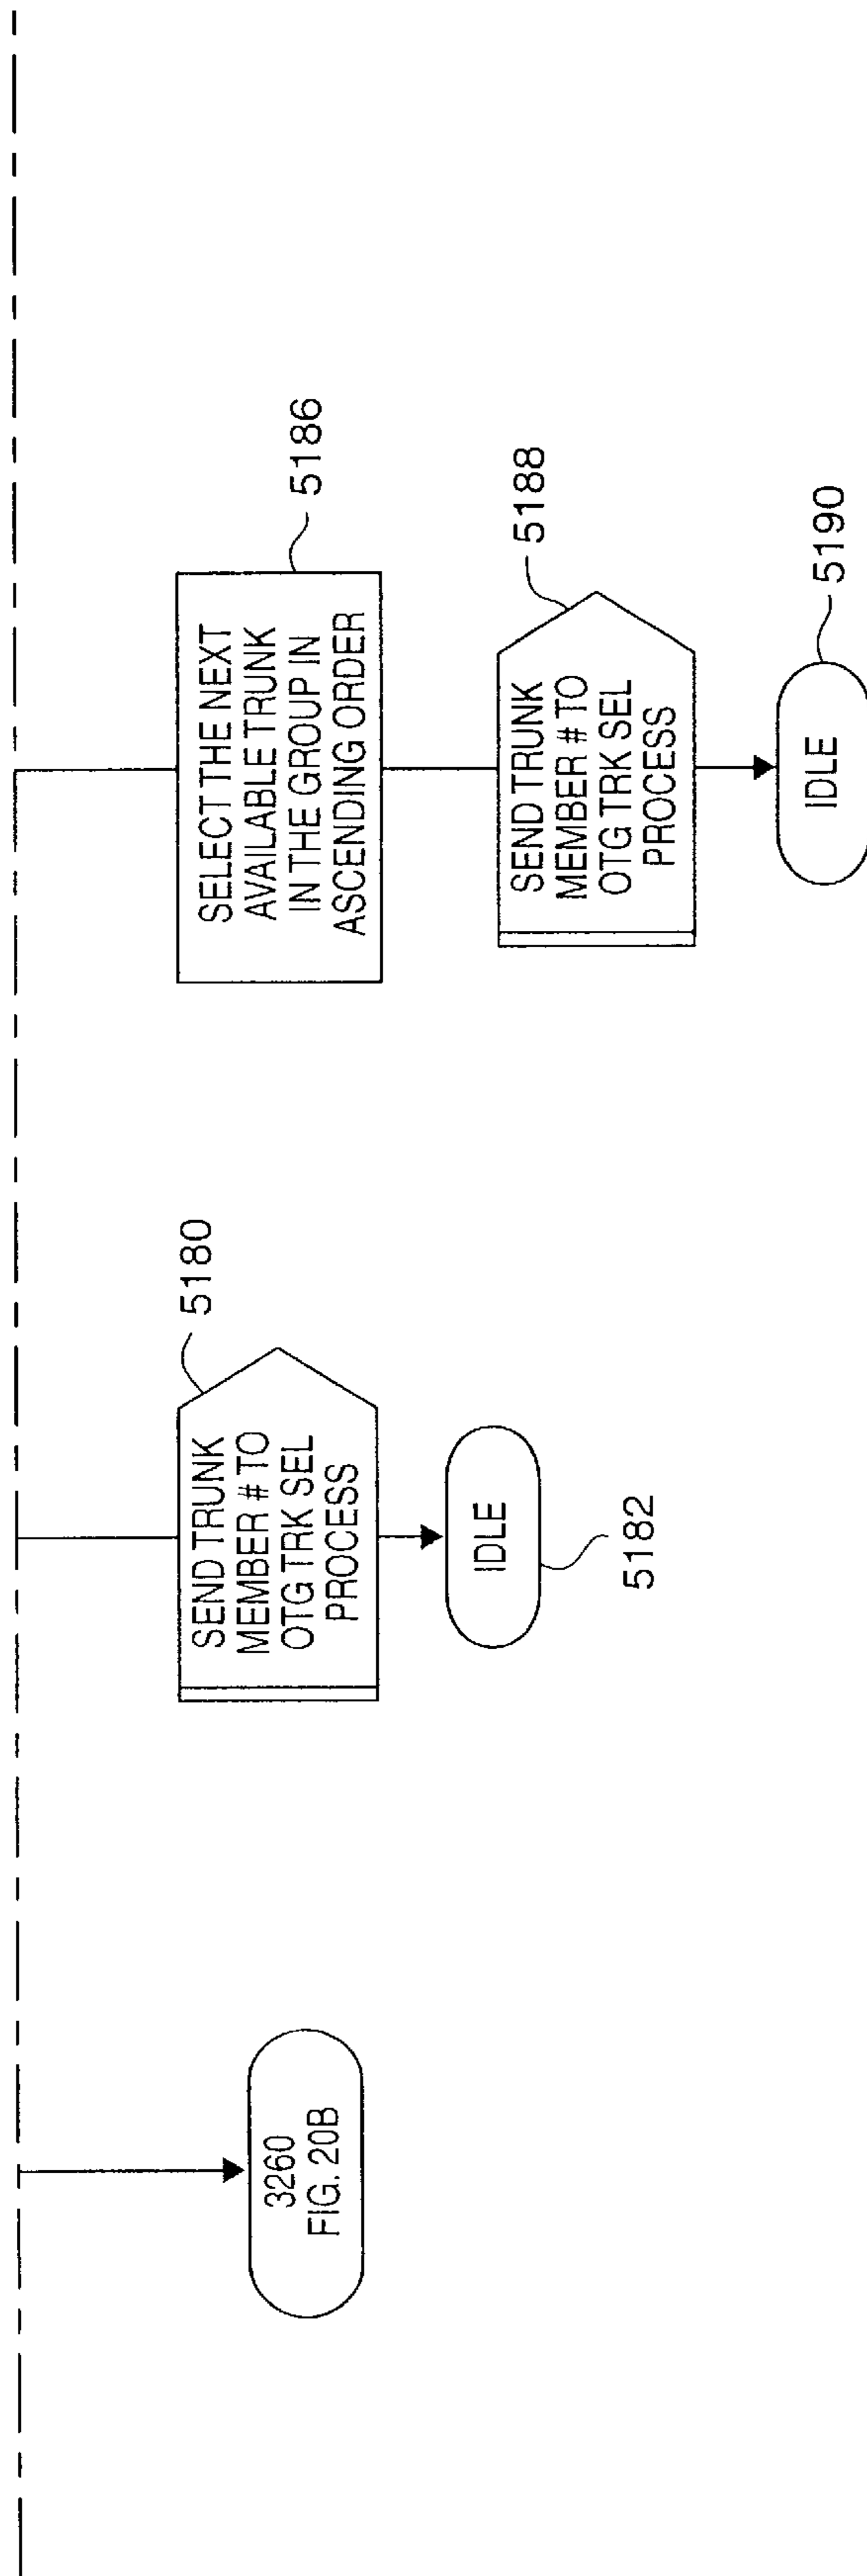 3260
FIG. 20B
SEND TRUNK
MEMBER # TO
OTG TRK SEL
PROCESS
5180
IDLE
5182
SELECT THE NEXT
AVAILABLE TRUNK
IN THE GROUP IN
ASCENDING ORDER
5186
SEND TRUNK
MEMBER # TO
OTG TRK SEL
PROCESS
5188
IDLE
5190